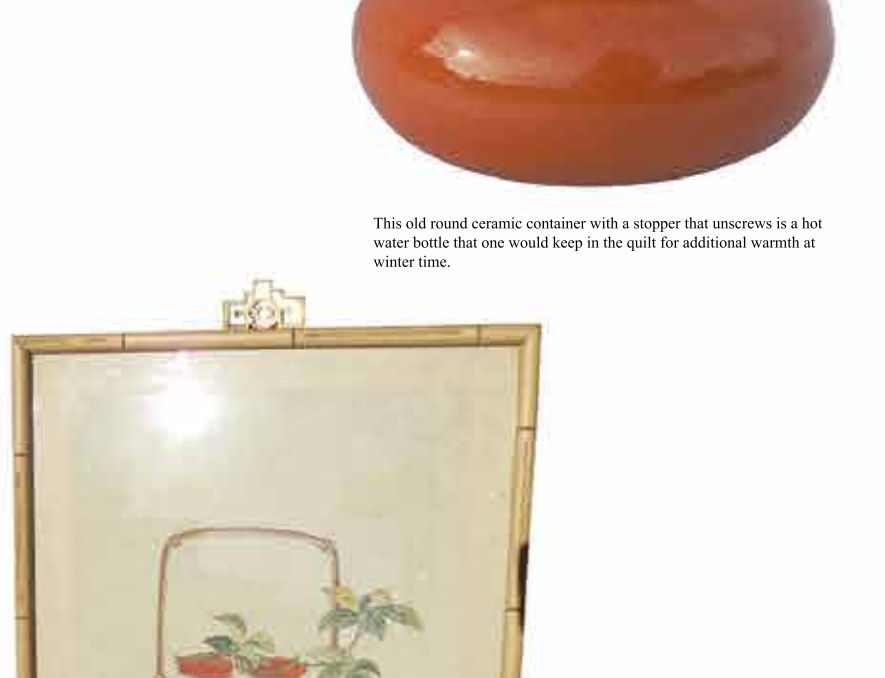 This old round ceramic container with a stopper that unscrews is a hot
water bottle that one would keep in the quilt for additional warmth at
winter time.